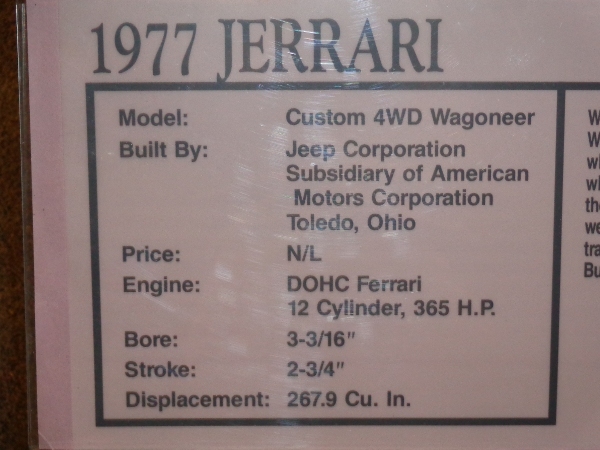 1977 JERRARI
Model: Custom 4WD Wagoneer
Built By: Jeep Corporation
Subsidiary of American
Motors Corporation
Toledo, Ohio
Price: N/L
Engine: DOHC Ferrari
12 Cylinder, 365 H.P.
Bore: 3-3/16"
Stroke: 2-3/4"
Displacement: 267.9 Cu. In.